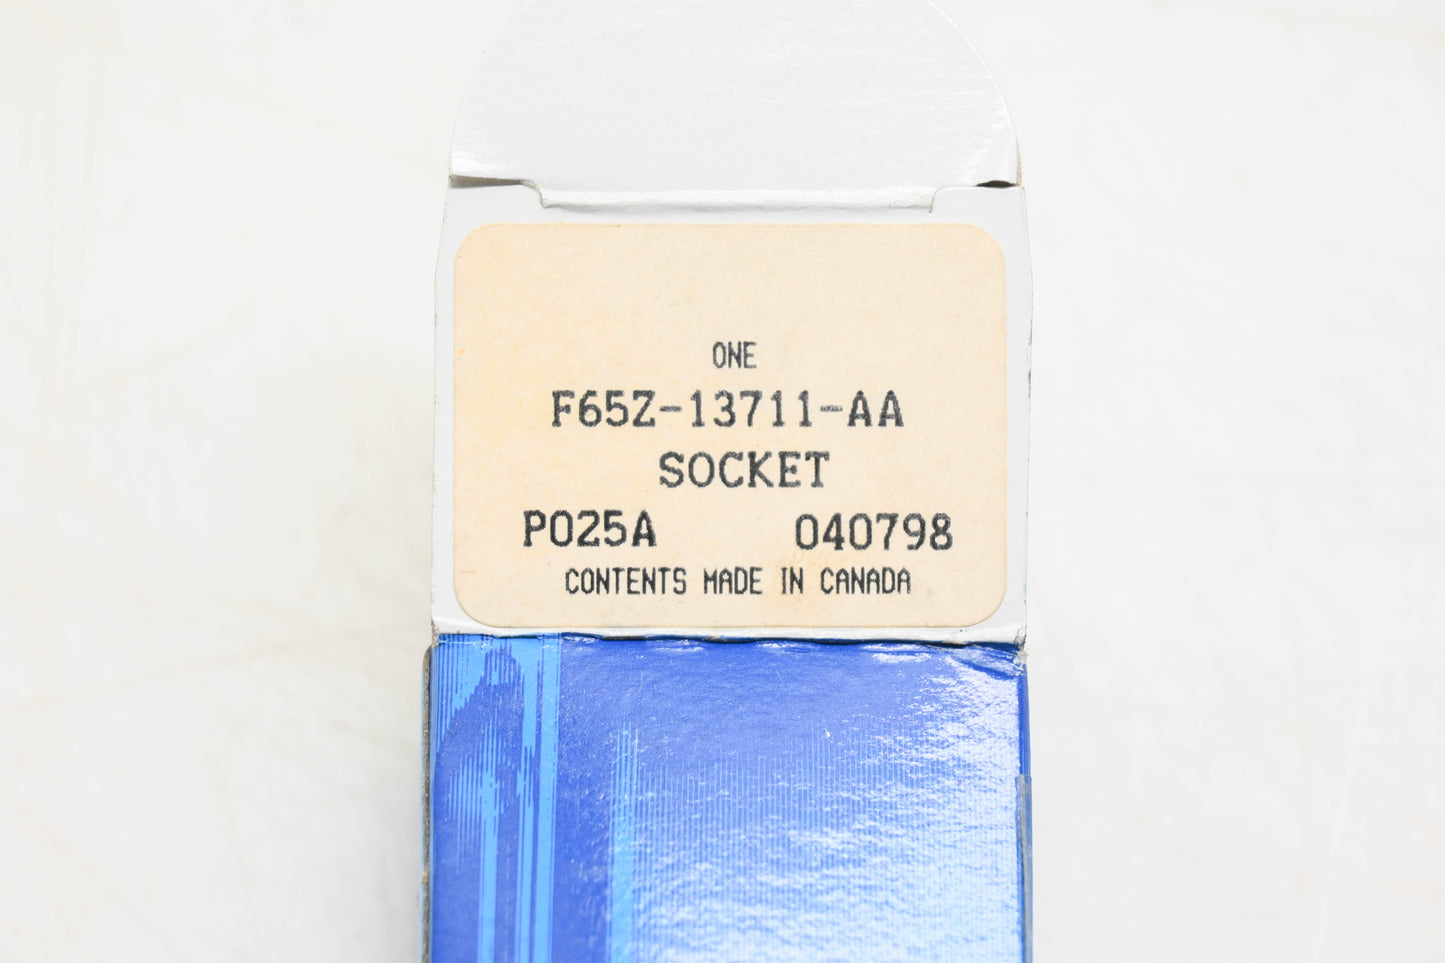 ONE
F65Z-13711-AA
SOCKET
P025A 040798
CONTENTS MADE IN CANADA